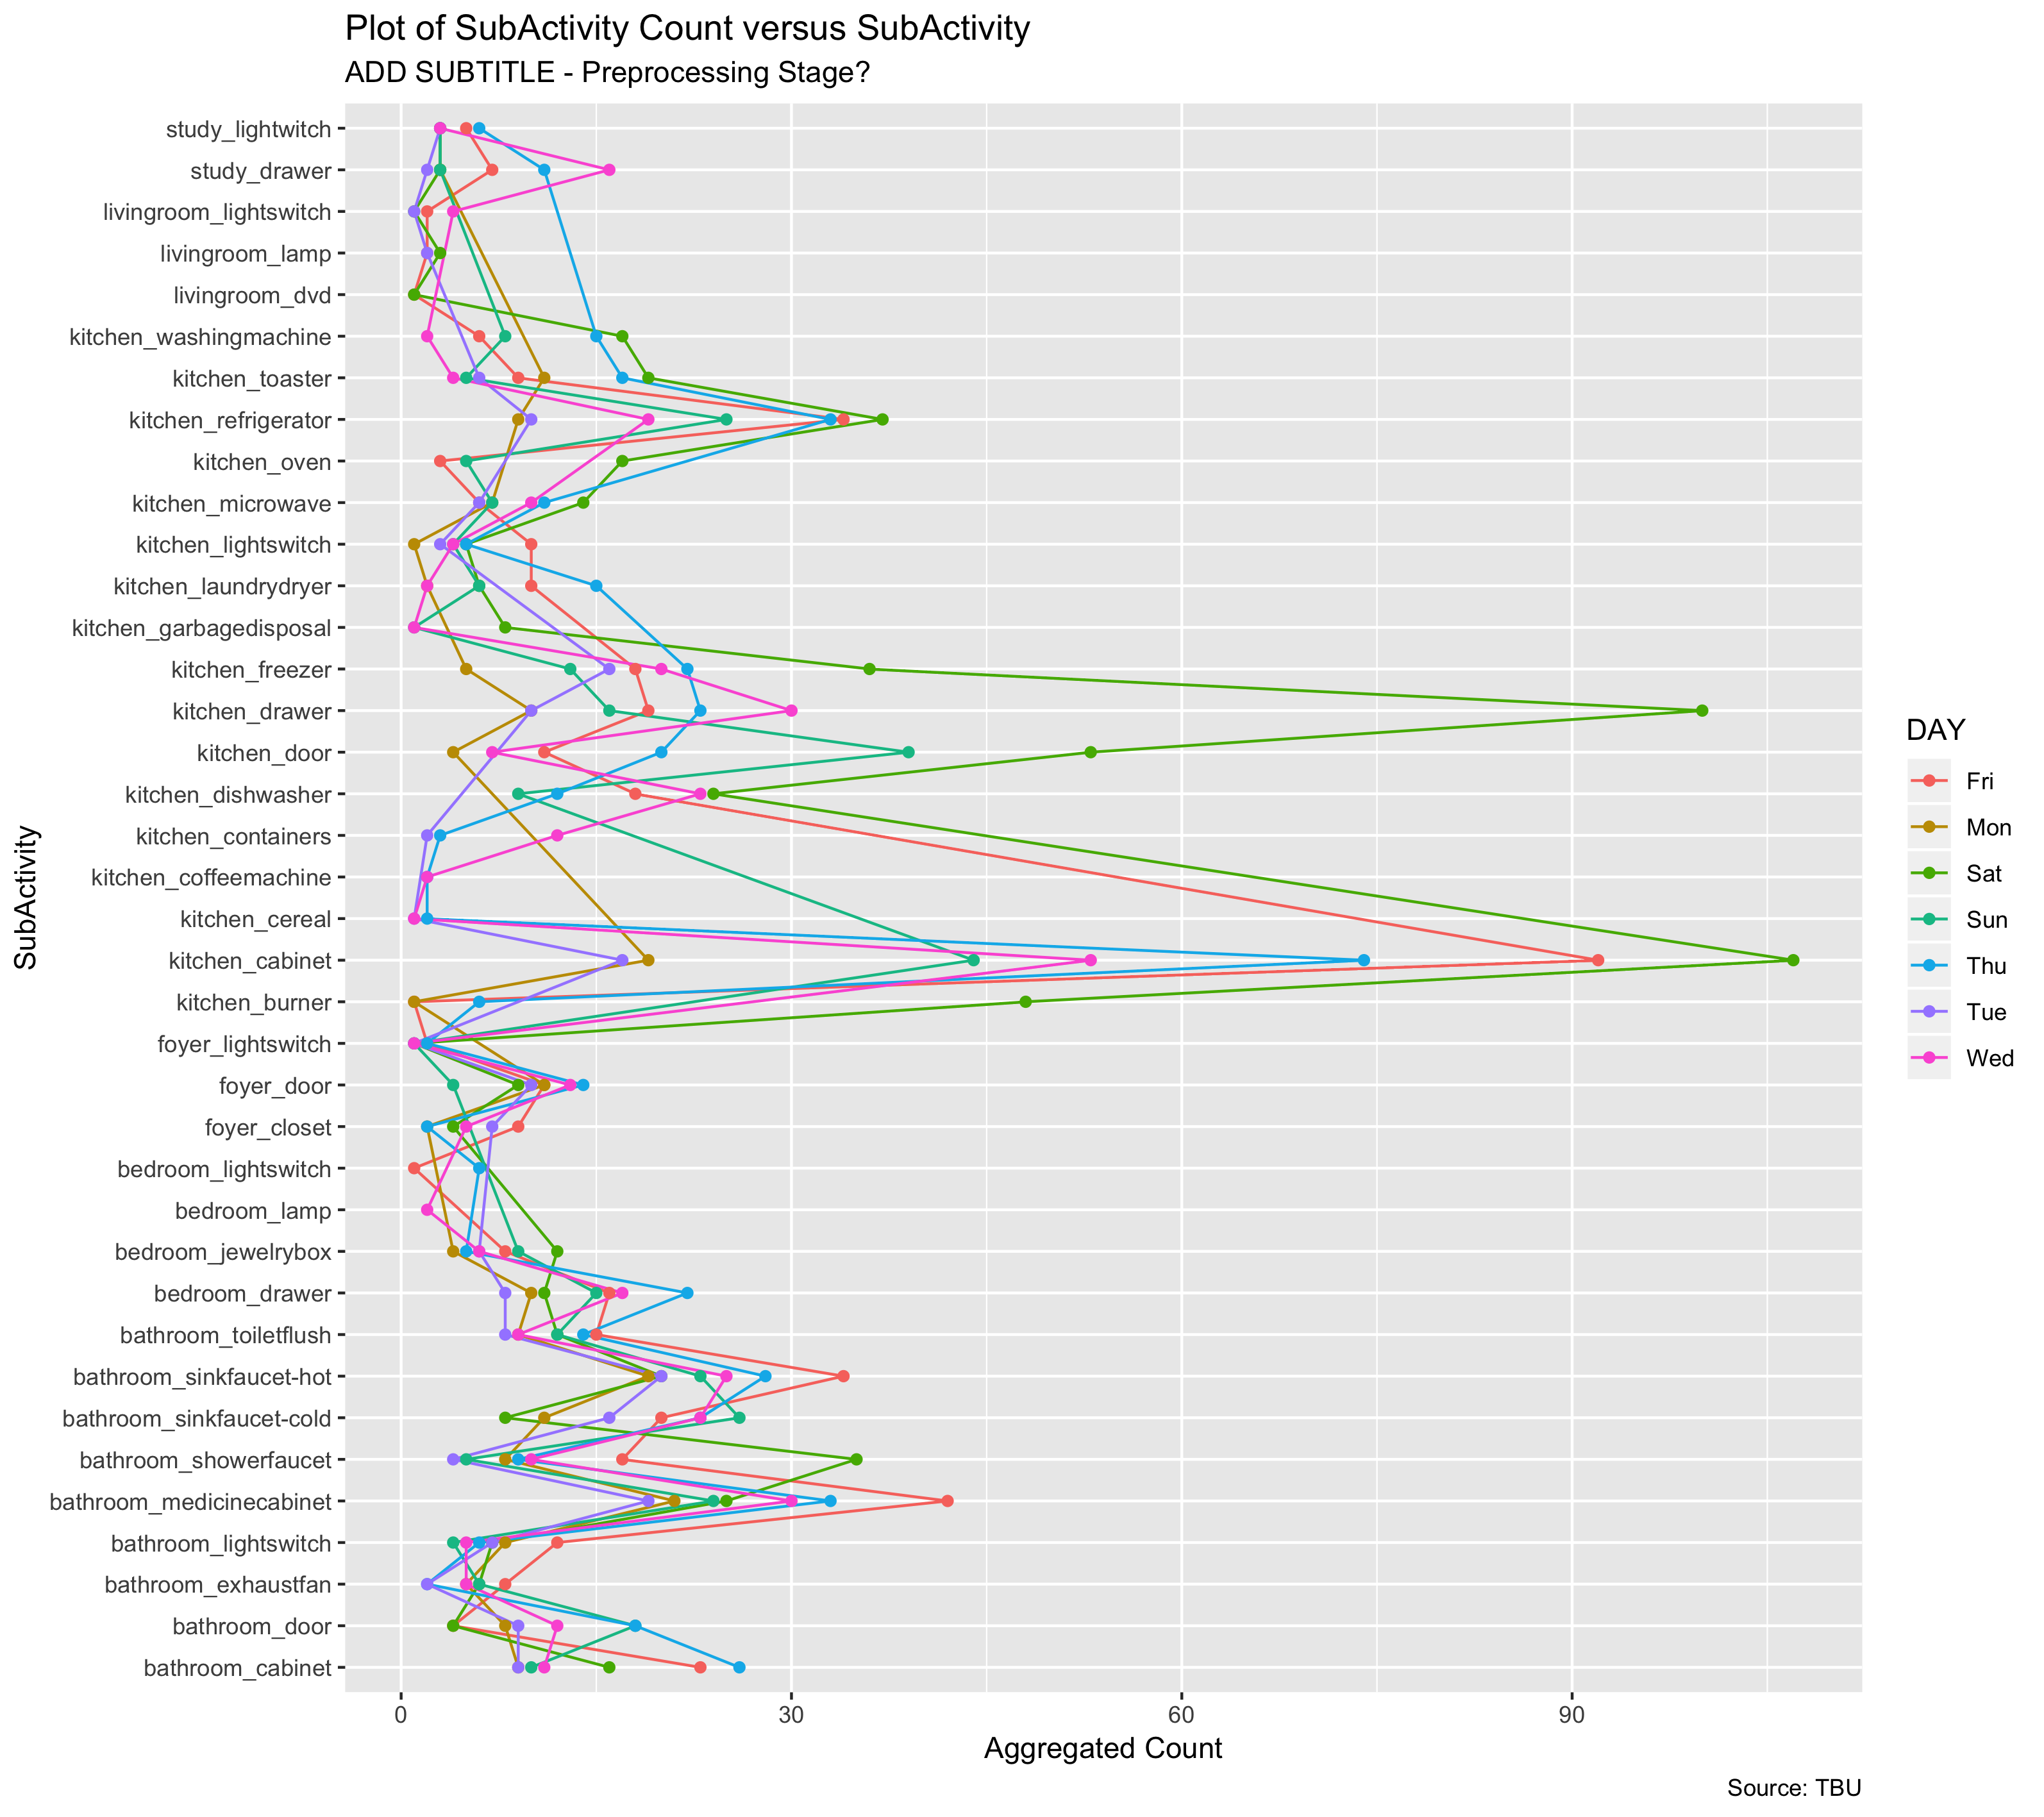 Plot of SubActivity Count versus SubActivity
ADD SUBTITLE - Preprocessing Stage?
study_lightwitch
study_drawer
livingroom_lightswitch
livingroom_lamp
livingroom_dvd
kitchen_washingmachine
kitchen_toaster
kitchen_refrigerator
kitchen_oven
kitchen_microwave
kitchen_lightswitch
kitchen_laundrydryer
kitchen_garbagedisposal
kitchen_freezer
kitchen_drawer
kitchen_door
kitchen_dishwasher
kitchen_containers
kitchen_coffeemachine
kitchen_cereal
kitchen_cabinet
kitchen_burner
foyer_lightswitch
foyer_door
foyer_closet
bedroom_lightswitch
bedroom_lamp
bedroom_jewelrybox
bedroom_drawer
bathroom_toiletflush
bathroom_sinkfaucet-hot
bathroom_sinkfaucet-cold
bathroom_showerfaucet
bathroom_medicinecabinet
bathroom_lightswitch
bathroom_exhaustfan
bathroom_door
bathroom_cabinet
SubActivity
0 30 60 90
Aggregated Count
DAY
Fri
Mon
Sat
Sun
Thu
Tue
Wed
Source: TBU